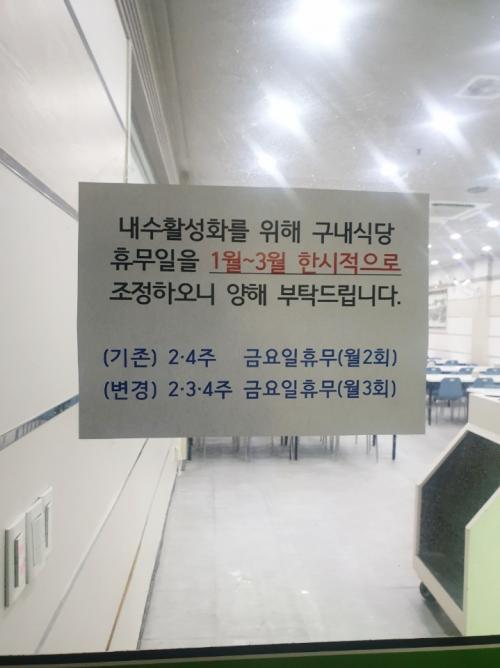 내수활성화를 위해 구내식당
휴무일을 1월~3월 한시적으로
조정하오니 양해 부탁드립니다.
(기존) 2·4주 금요일휴무(월2회)
(변경) 2·3·4주 금요일휴무(월3회)